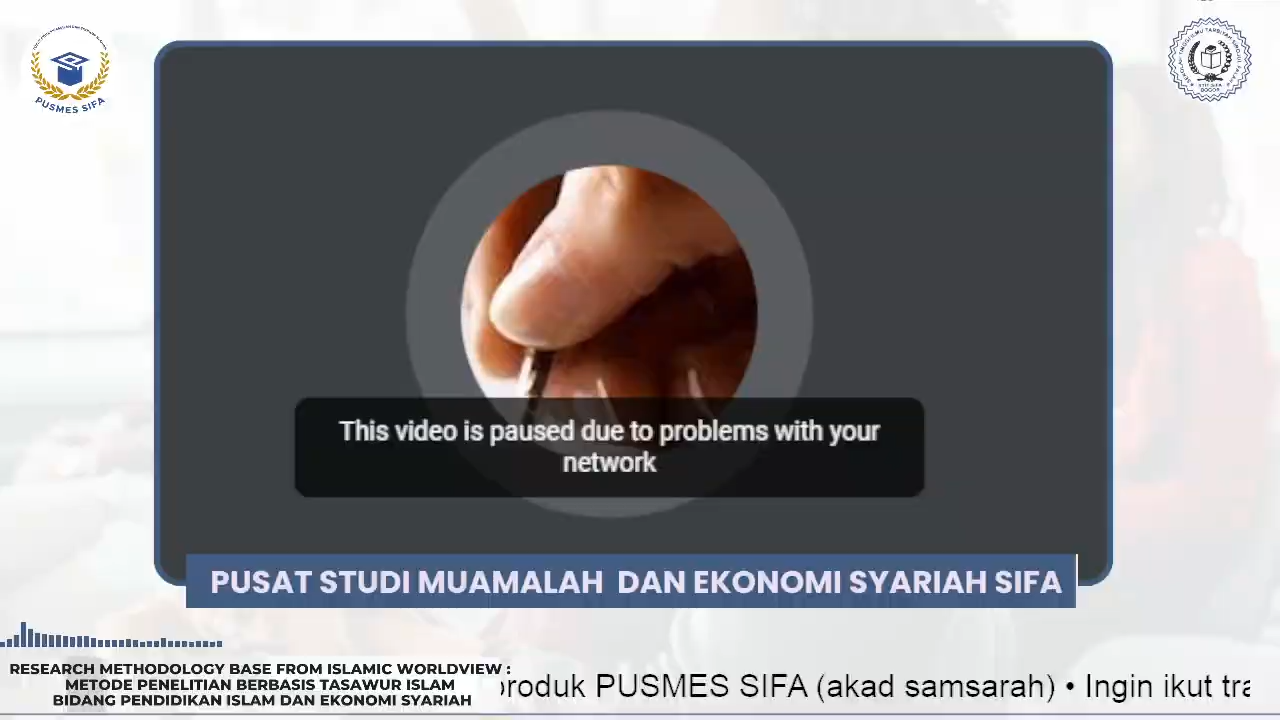 PUSMES SIFA
This video is paused due to problems with your
network
PUSAT STUDI MUAMALAH DAN EKONOMI SYARIAH SIFA
RESEARCH METHODOLOGY BASE FROM ISLAMIC WORLDVIEW :
METODE PENELITIAN BERBASIS TASAWUR ISLAM
BIDANG PENDIDIKAN ISLAM DAN EKONOMI SYARIAH
produk PUSMES SIFA (akad samsarah) • Ingin ikut tra